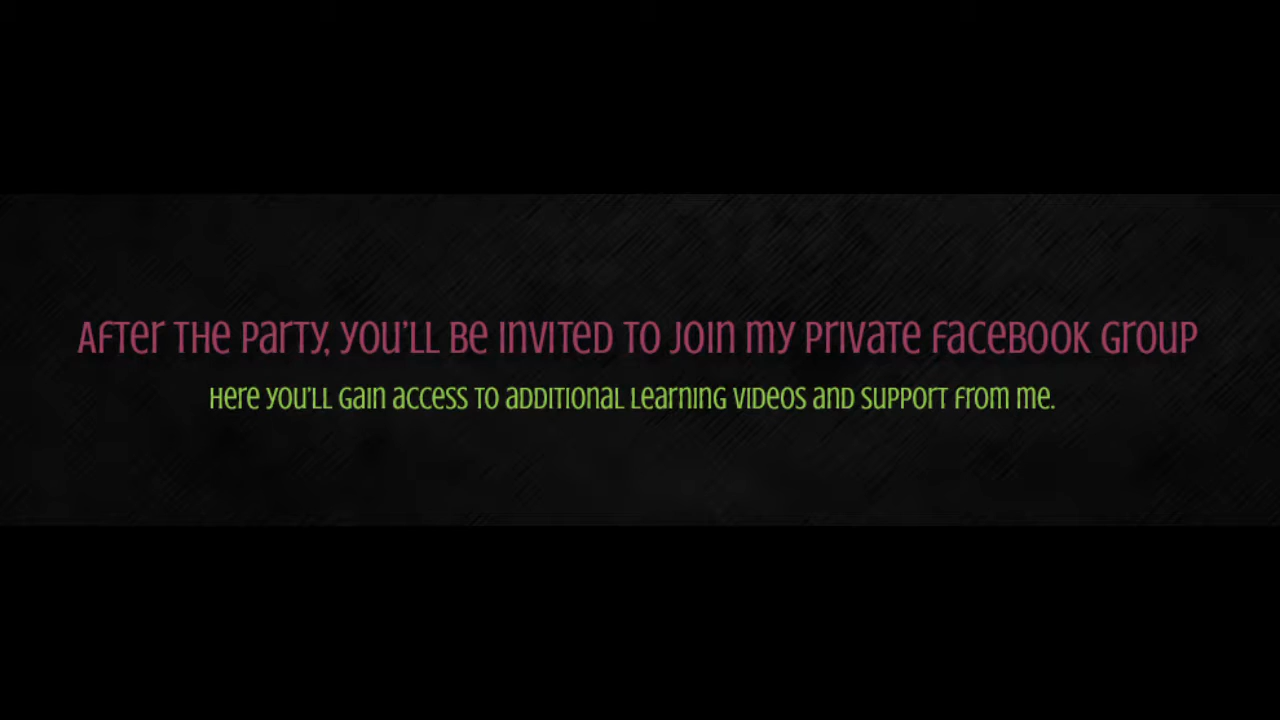 After the party, you'll be invited to join my private facebook group
Here you'll gain access to additional learning videos and support from me.